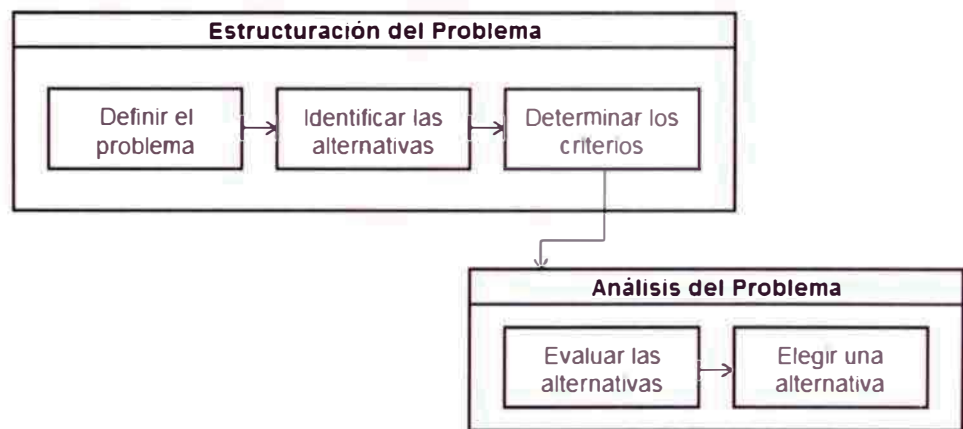 Estructuración del Problema
Definir el
problema
Identificar las
alternativas
Determinar los
criterios
Análisis del Problema
Evaluar las
alternativas
Elegir una
alternativa